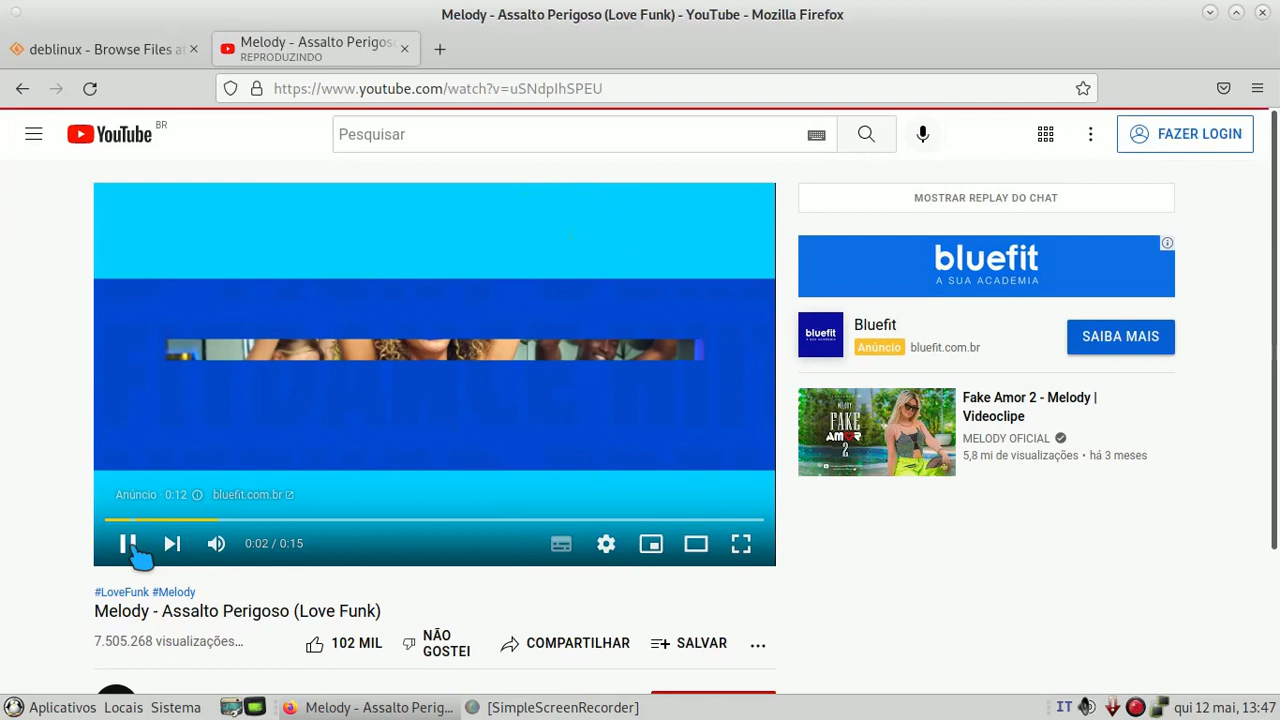 Melody - Assalto Perigoso (Love Funk) - YouTube - Mozilla Firefox
deblinux - Browse Files at
Melody - Assalto Perigoso
REPRODUZINDO
https://www.youtube.com/watch?v=uSNdpIhSPEU
YouTube BR
Pesquisar
FAZER LOGIN
MOSTRAR REPLAY DO CHAT
bluefit
A SUA ACADEMIA
bluefit
Bluefit
Anúncio bluefit.com.br
SAIBA MAIS
Fake Amor 2 - Melody |
Videoclipe
MELODY OFICIAL
5,8 mi de visualizações • há 3 meses
MELODY
FAKE
AMOR
2
Anúncio · 0:12 bluefit.com.br
0:02 / 0:15
#LoveFunk #Melody
Melody - Assalto Perigoso (Love Funk)
7.505.268 visualizações...
102 MIL
NÃO
GOSTEI
COMPARTILHAR
SALVAR
Aplicativos Locais Sistema
Melody - Assalto Perig...
[SimpleScreenRecorder]
IT
qui 12 mai, 13:47